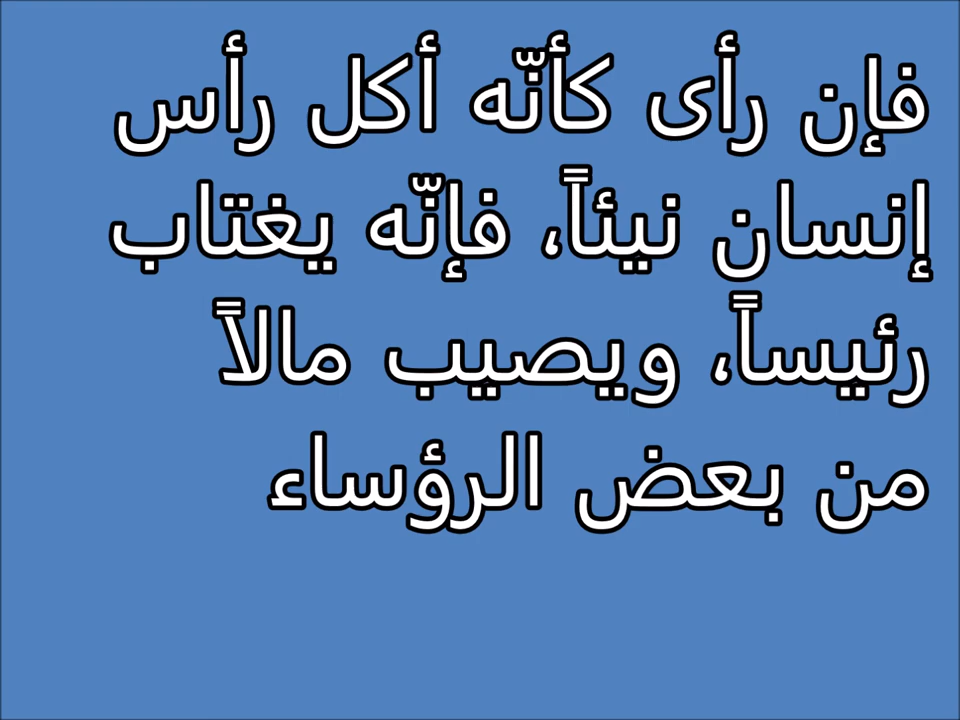 فإن رأى كأنّه أكل رأس
إنسان نيئاً، فإنّه يغتاب
رئيساً، ويصيب مالاً
من بعض الرؤساء